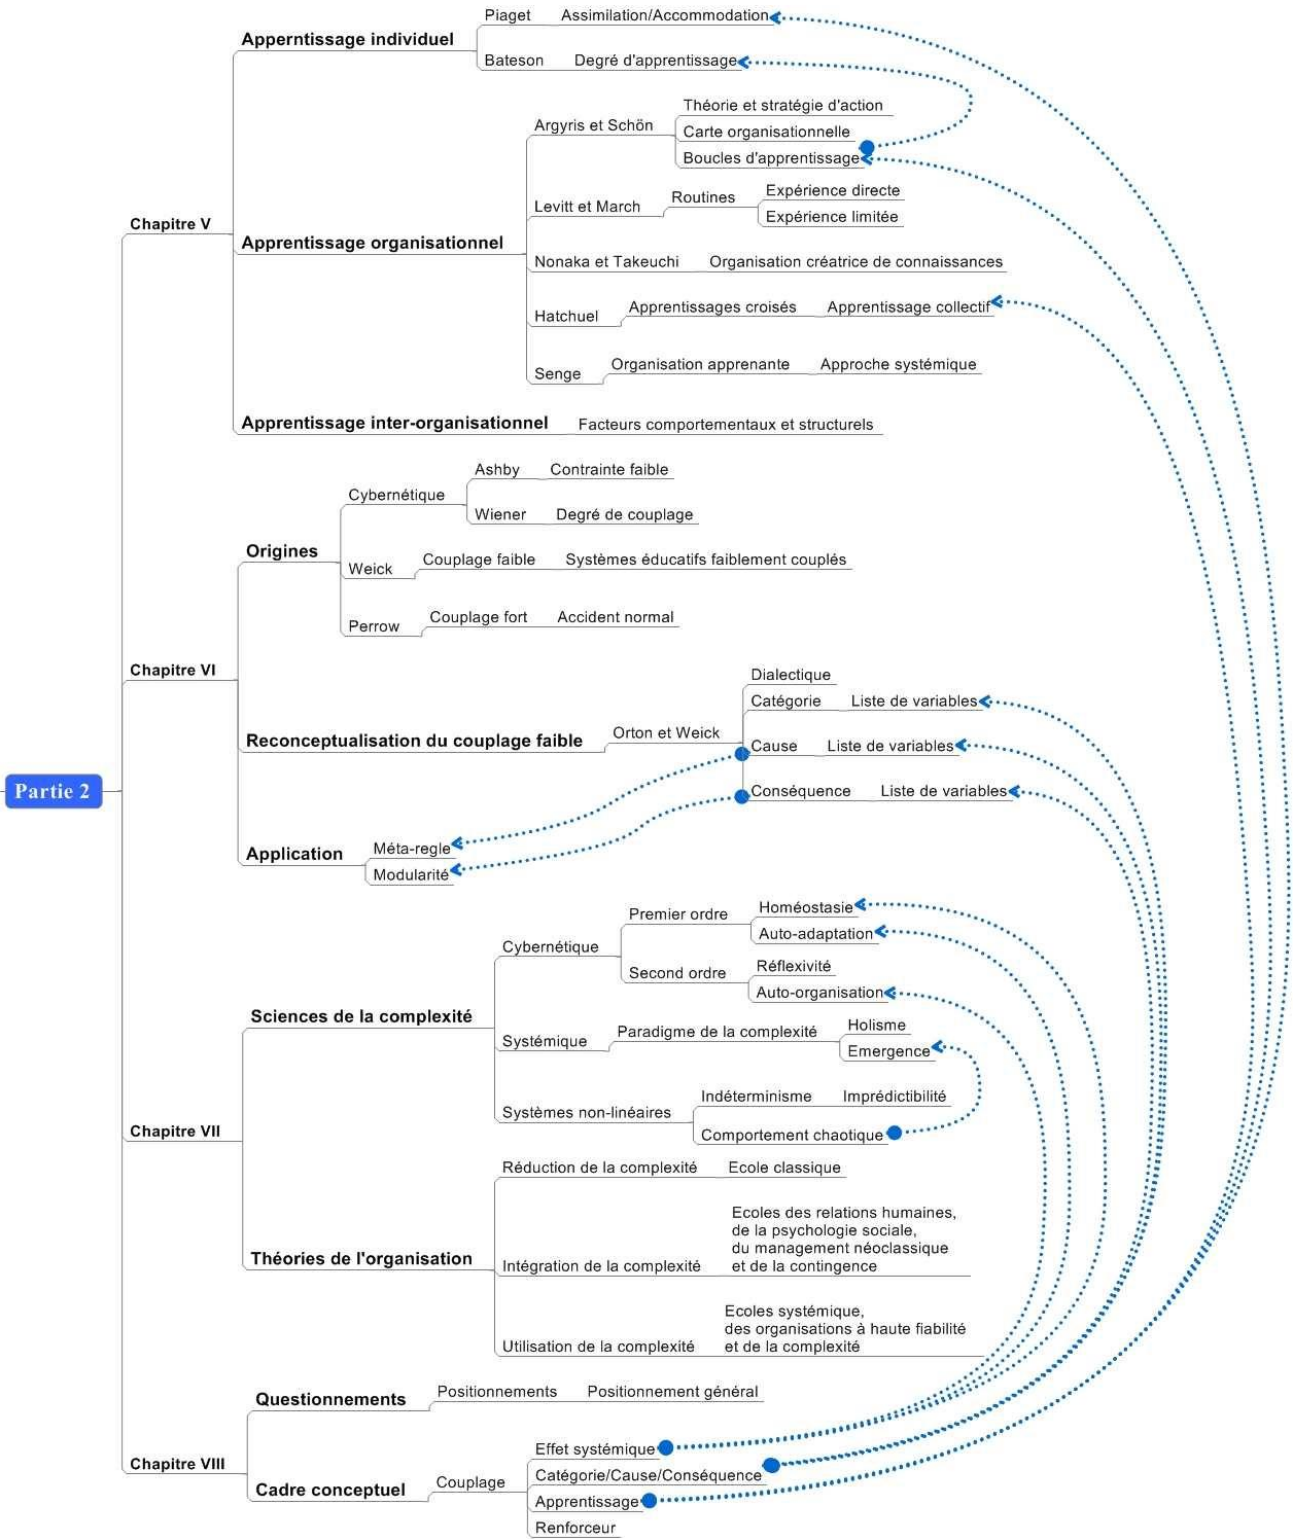 Partie 2
Chapitre V
Apperntissage individuel
Piaget
Assimilation/Accommodation
Bateson
Degré d'apprentissage
Apprentissage organisationnel
Argyris et Schön
Théorie et stratégie d'action
Carte organisationnelle
Boucles d'apprentissage
Levitt et March
Routines
Expérience directe
Expérience limitée
Nonaka et Takeuchi
Organisation créatrice de connaissances
Hatchuel
Apprentissages croisés
Apprentissage collectif
Senge
Organisation apprenante
Approche systémique
Apprentissage inter-organisationnel
Facteurs comportementaux et structurels
Chapitre VI
Origines
Cybernétique
Ashby
Contrainte faible
Wiener
Degré de couplage
Weick
Couplage faible
Systèmes éducatifs faiblement couplés
Perrow
Couplage fort
Accident normal
Reconceptualisation du couplage faible
Orton et Weick
Dialectique
Catégorie
Liste de variables
Cause
Liste de variables
Conséquence
Liste de variables
Application
Méta-regle
Modularité
Chapitre VII
Sciences de la complexité
Cybernétique
Premier ordre
Homéostasie
Auto-adaptation
Second ordre
Réflexivité
Auto-organisation
Systémique
Paradigme de la complexité
Holisme
Emergence
Systèmes non-linéaires
Indéterminisme
Imprédictibilité
Comportement chaotique
Théories de l'organisation
Réduction de la complexité
Ecole classique
Intégration de la complexité
Ecoles des relations humaines,
de la psychologie sociale,
du management néoclassique
et de la contingence
Utilisation de la complexité
Ecoles systémique,
des organisations à haute fiabilité
et de la complexité
Chapitre VIII
Questionnements
Positionnements
Positionnement général
Cadre conceptuel
Couplage
Effet systémique
Catégorie/Cause/Conséquence
Apprentissage
Renforceur